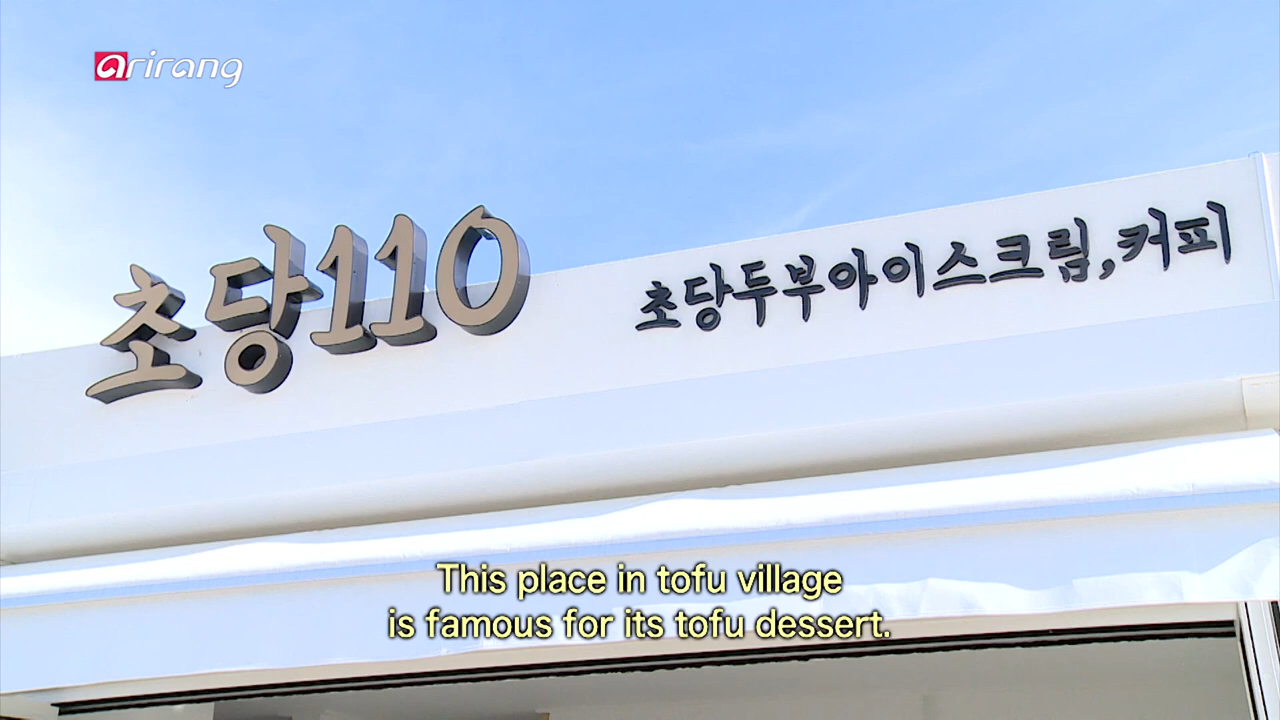 arirang
초당110
초당두부아이스크림,커피
This place in tofu village
is famous for its tofu dessert.